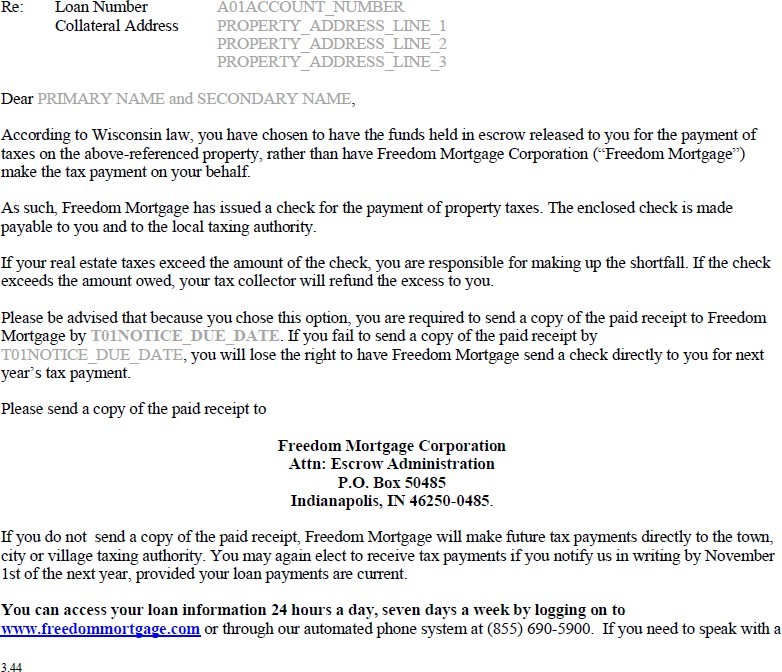 Re: Loan Number A01ACCOUNT_NUMBER
Collateral Address PROPERTY_ADDRESS_LINE_1
PROPERTY_ADDRESS_LINE_2
PROPERTY_ADDRESS_LINE_3
Dear PRIMARY NAME and SECONDARY NAME,
According to Wisconsin law, you have chosen to have the funds held in escrow released to you for the payment of
taxes on the above-referenced property, rather than have Freedom Mortgage Corporation (“Freedom Mortgage”)
make the tax payment on your behalf.
As such, Freedom Mortgage has issued a check for the payment of property taxes. The enclosed check is made
payable to you and to the local taxing authority.
If your real estate taxes exceed the amount of the check, you are responsible for making up the shortfall. If the check
exceeds the amount owed, your tax collector will refund the excess to you.
Please be advised that because you chose this option, you are required to send a copy of the paid receipt to Freedom
Mortgage by T01NOTICE_DUE_DATE. If you fail to send a copy of the paid receipt by
T01NOTICE_DUE_DATE, you will lose the right to have Freedom Mortgage send a check directly to you for next
year’s tax payment.
Please send a copy of the paid receipt to
Freedom Mortgage Corporation
Attn: Escrow Administration
P.O. Box 50485
Indianapolis, IN 46250-0485.
If you do not send a copy of the paid receipt, Freedom Mortgage will make future tax payments directly to the town,
city or village taxing authority. You may again elect to receive tax payments if you notify us in writing by November
1st of the next year, provided your loan payments are current.
You can access your loan information 24 hours a day, seven days a week by logging on to
www.freedommortgage.com or through our automated phone system at (855) 690-5900. If you need to speak with a
3.44